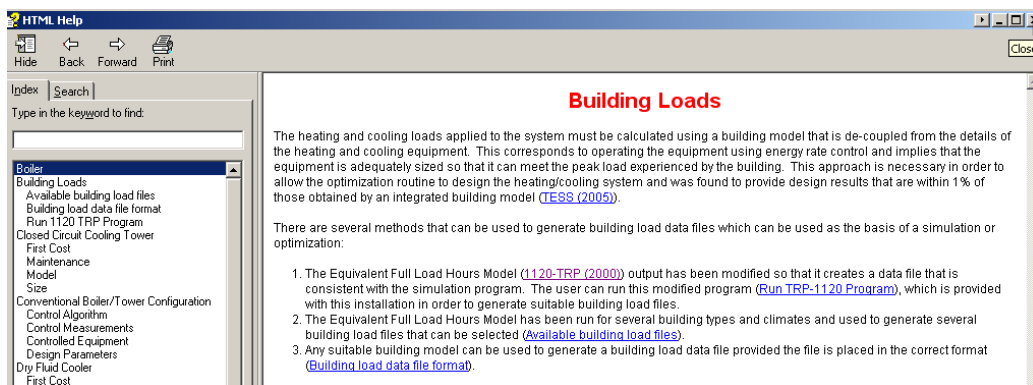 HTML Help
Hide Back Forward Print
Close
Index Search
Type in the keyword to find:
Boiler
Building Loads
Available building load files
Building load data file format
Run 1120 TRP Program
Closed Circuit Cooling Tower
First Cost
Maintenance
Model
Size
Conventional Boiler/Tower Configuration
Control Algorithm
Control Measurements
Controlled Equipment
Design Parameters
Dry Fluid Cooler
First Cost
Building Loads
The heating and cooling loads applied to the system must be calculated using a building model that is de-coupled from the details of
the heating and cooling equipment. This corresponds to operating the equipment using energy rate control and implies that the
equipment is adequately sized so that it can meet the peak load experienced by the building. This approach is necessary in order to
allow the optimization routine to design the heating/cooling system and was found to provide design results that are within 1% of
those obtained by an integrated building model (TESS (2005)).
There are several methods that can be used to generate building load data files which can be used as the basis of a simulation or
optimization:
1. The Equivalent Full Load Hours Model (1120-TRP (2000)) output has been modified so that it creates a data file that is
consistent with the simulation program. The user can run this modified program (Run TRP-1120 Program), which is provided
with this installation in order to generate suitable building load files.
2. The Equivalent Full Load Hours Model has been run for several building types and climates and used to generate several
building load files that can be selected (Available building load files).
3. Any suitable building model can be used to generate a building load data file provided the file is placed in the correct format
(Building load data file format).